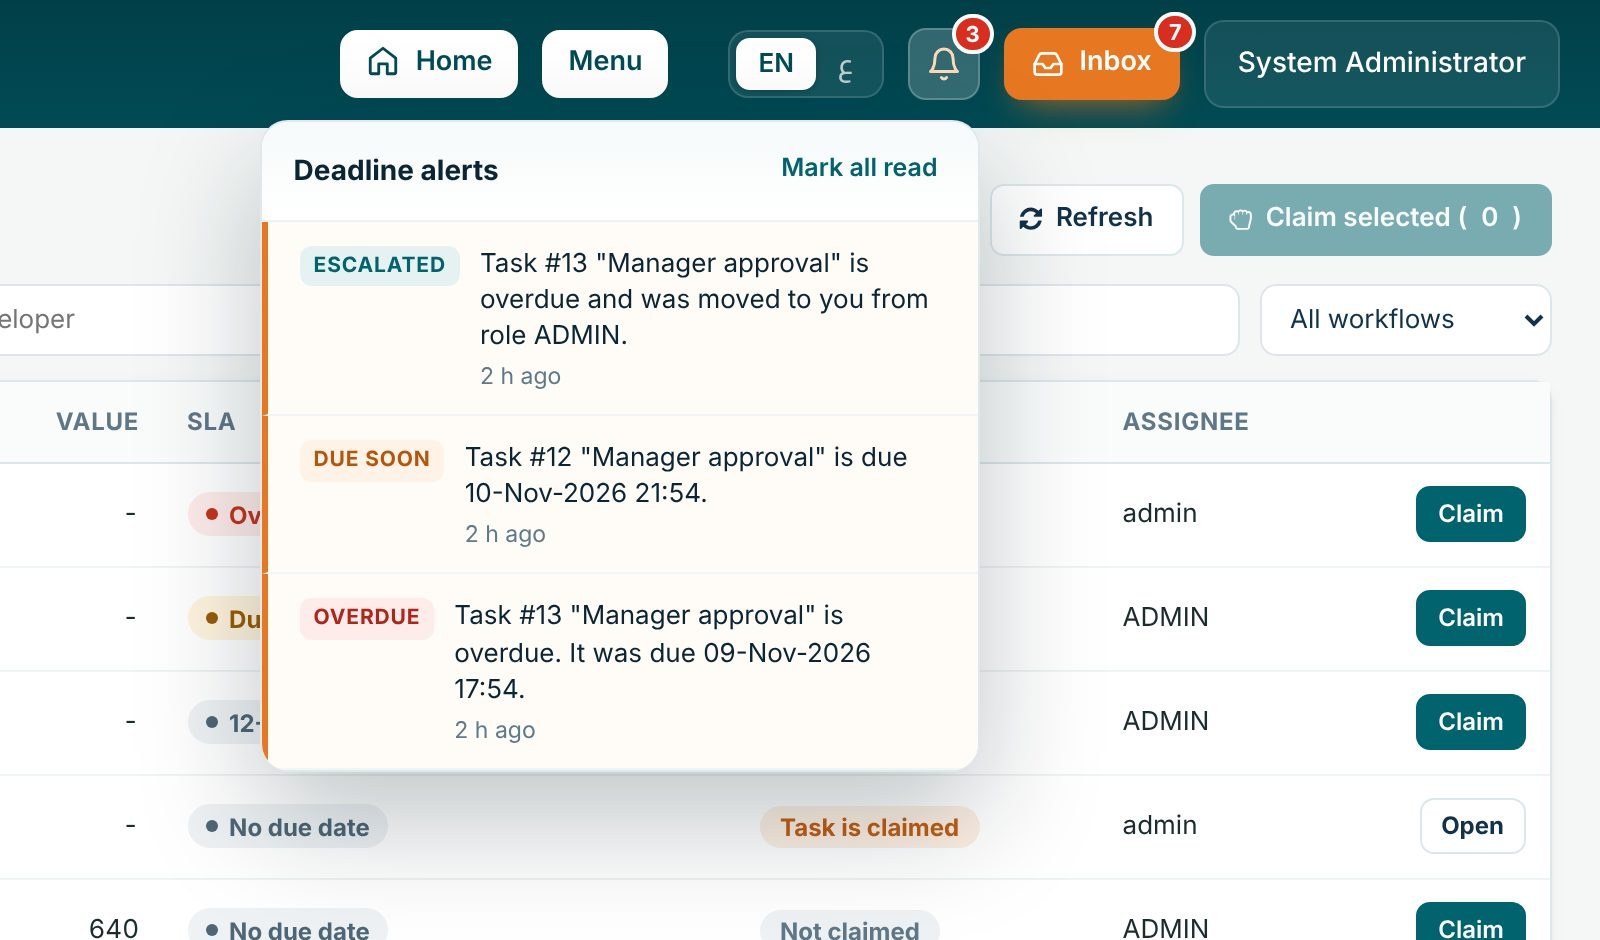 Home
Menu
EN
ع
3
Inbox
7
System Administrator
Deadline alerts
Mark all read
Refresh
Claim selected ( 0 )
ESCALATED
Task #13 "Manager approval" is
overdue and was moved to you from
role ADMIN.
2 h ago
eloper
All workflows
VALUE
SLA
ASSIGNEE
DUE SOON
Task #12 "Manager approval" is due
10-Nov-2026 21:54.
2 h ago
-
Ov
admin
Claim
OVERDUE
Task #13 "Manager approval" is
overdue. It was due 09-Nov-2026
17:54.
2 h ago
-
Du
ADMIN
Claim
-
12-
ADMIN
Claim
-
No due date
Task is claimed
admin
Open
640
No due date
Not claimed
ADMIN
Claim